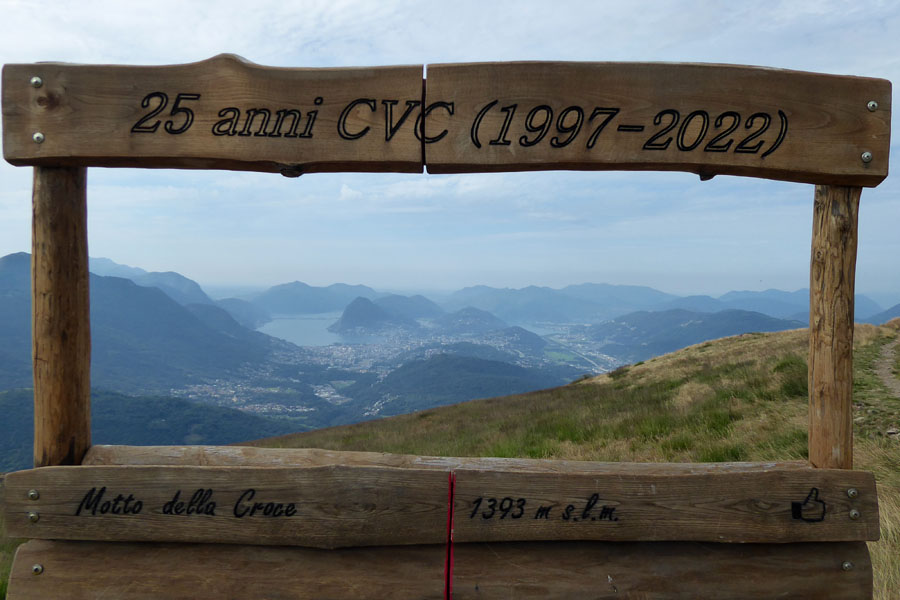 25 anni CVC (1997-2022)
Motto della Croce 1393 m s.l.m.